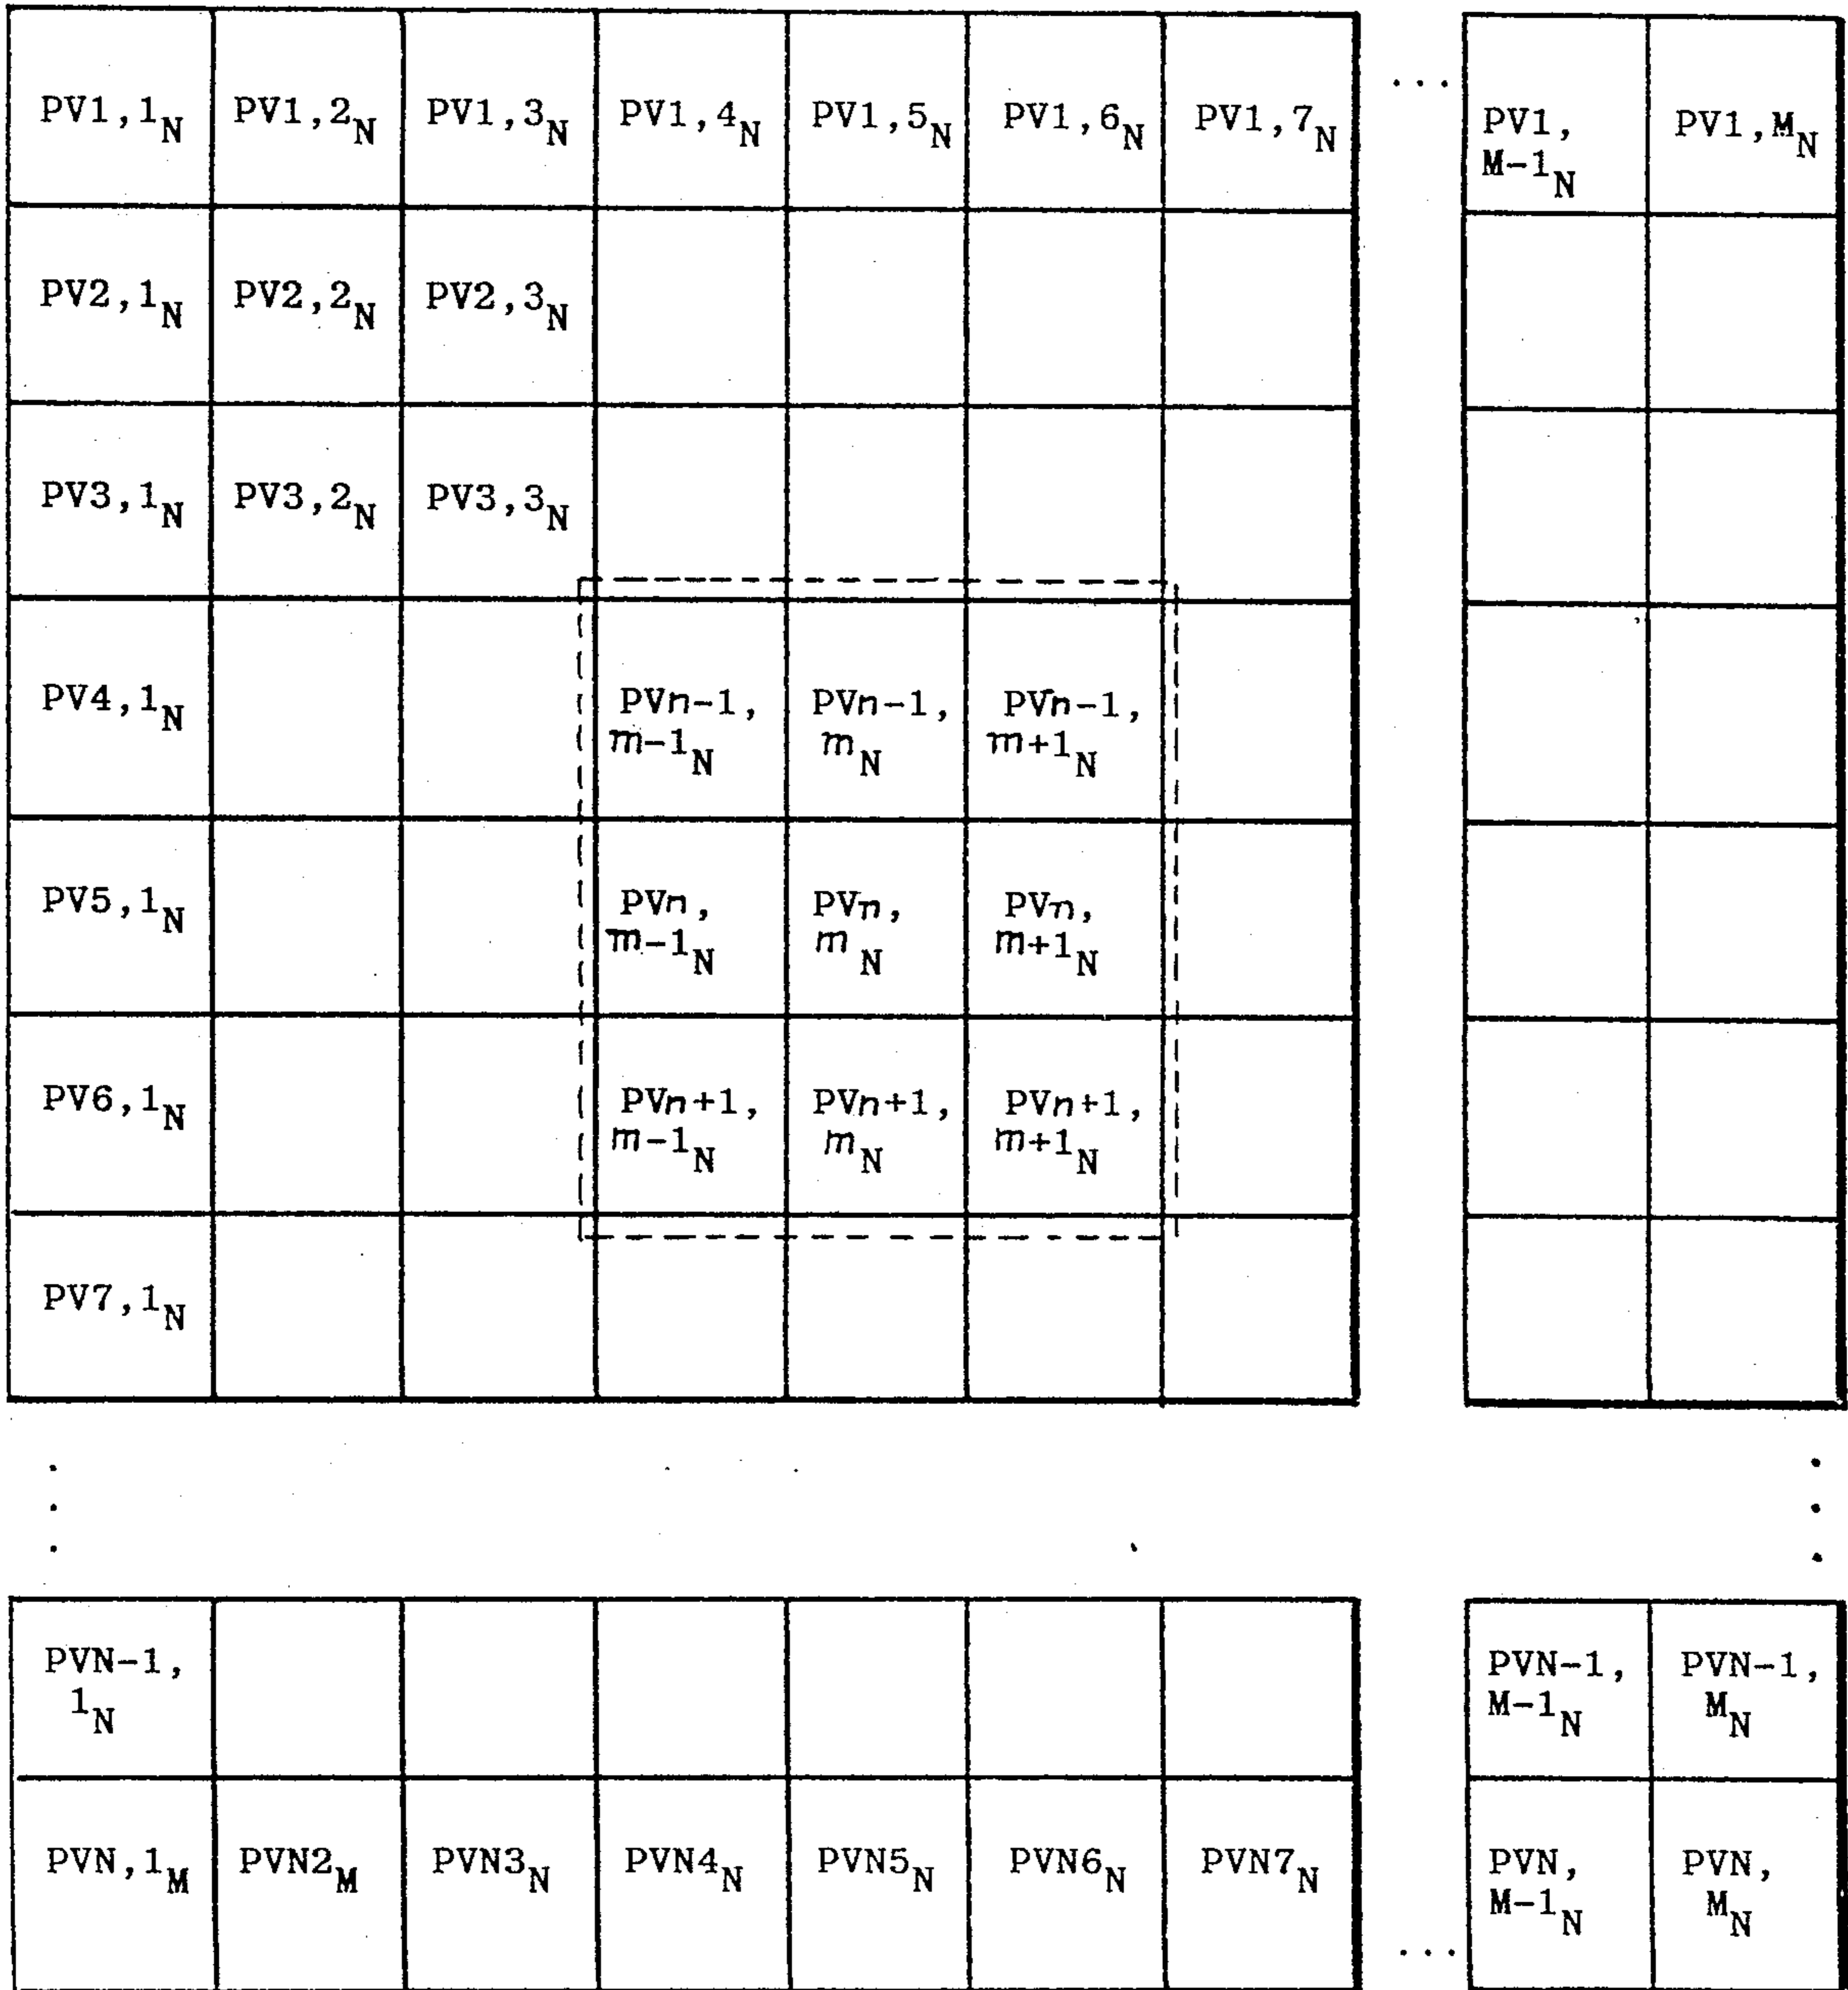 PV1,1N PV1,2N PV1,3N PV1,4N PV1,5N PV1,6N PV1,7N ... PV1, PV1,MN
M-1N
PV2,1N PV2,2N PV2,3N
PV3,1N PV3,2N PV3,3N
PV4,1N PVn-1, PVn-1, PVn-1,
m-1N mN m+1N
PV5,1N PVn, PVn, PVn,
m-1N mN m+1N
PV6,1N PVn+1, PVn+1, PVn+1,
m-1N mN m+1N
PV7,1N
PVN-1, PVN-1, PVN-1,
1N M-1N MN
PVN,1M PVN2M PVN3N PVN4N PVN5N PVN6N PVN7N ... PVN, PVN,
M-1N MN